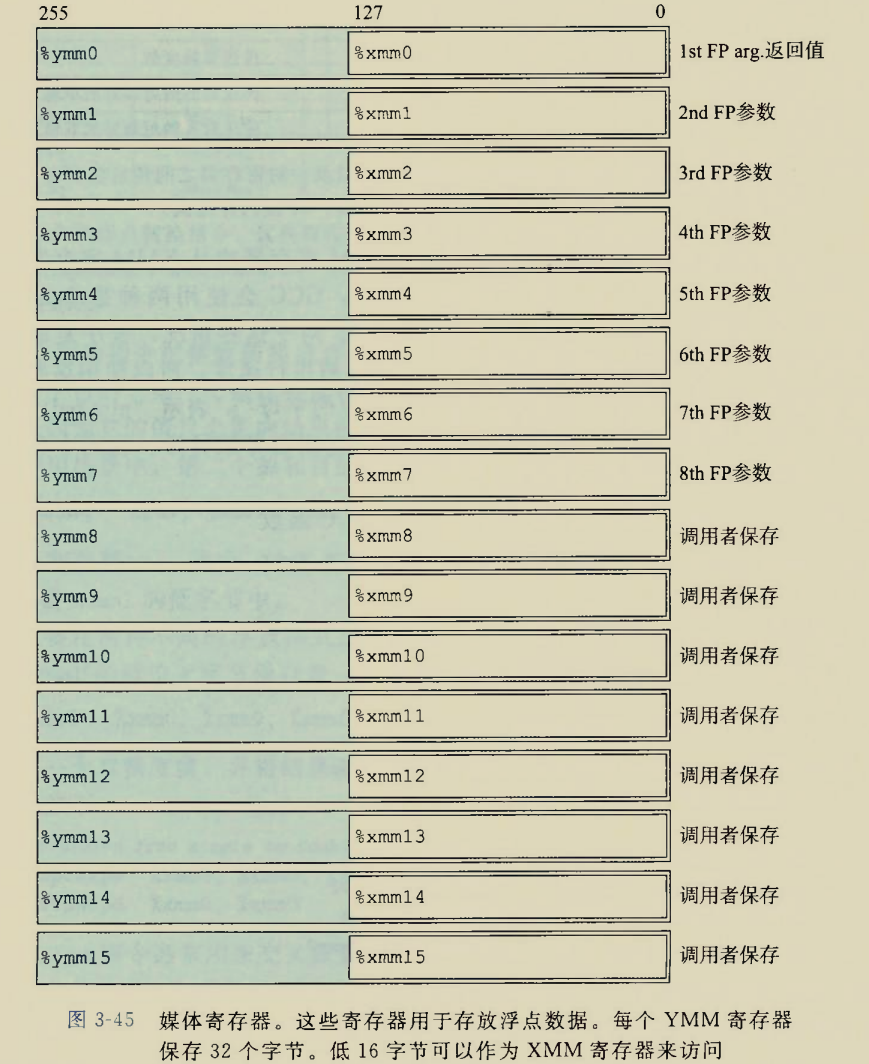 255 127 0
%ymm0 %xmm0 1st FP arg.返回值
%ymm1 %xmm1 2nd FP参数
%ymm2 %xmm2 3rd FP参数
%ymm3 %xmm3 4th FP参数
%ymm4 %xmm4 5th FP参数
%ymm5 %xmm5 6th FP参数
%ymm6 %xmm6 7th FP参数
%ymm7 %xmm7 8th FP参数
%ymm8 %xmm8 调用者保存
%ymm9 %xmm9 调用者保存
%ymm10 %xmm10 调用者保存
%ymm11 %xmm11 调用者保存
%ymm12 %xmm12 调用者保存
%ymm13 %xmm13 调用者保存
%ymm14 %xmm14 调用者保存
%ymm15 %xmm15 调用者保存
图 3-45 媒体寄存器。这些寄存器用于存放浮点数据。每个 YMM 寄存器
保存 32 个字节。低 16 字节可以作为 XMM 寄存器来访问